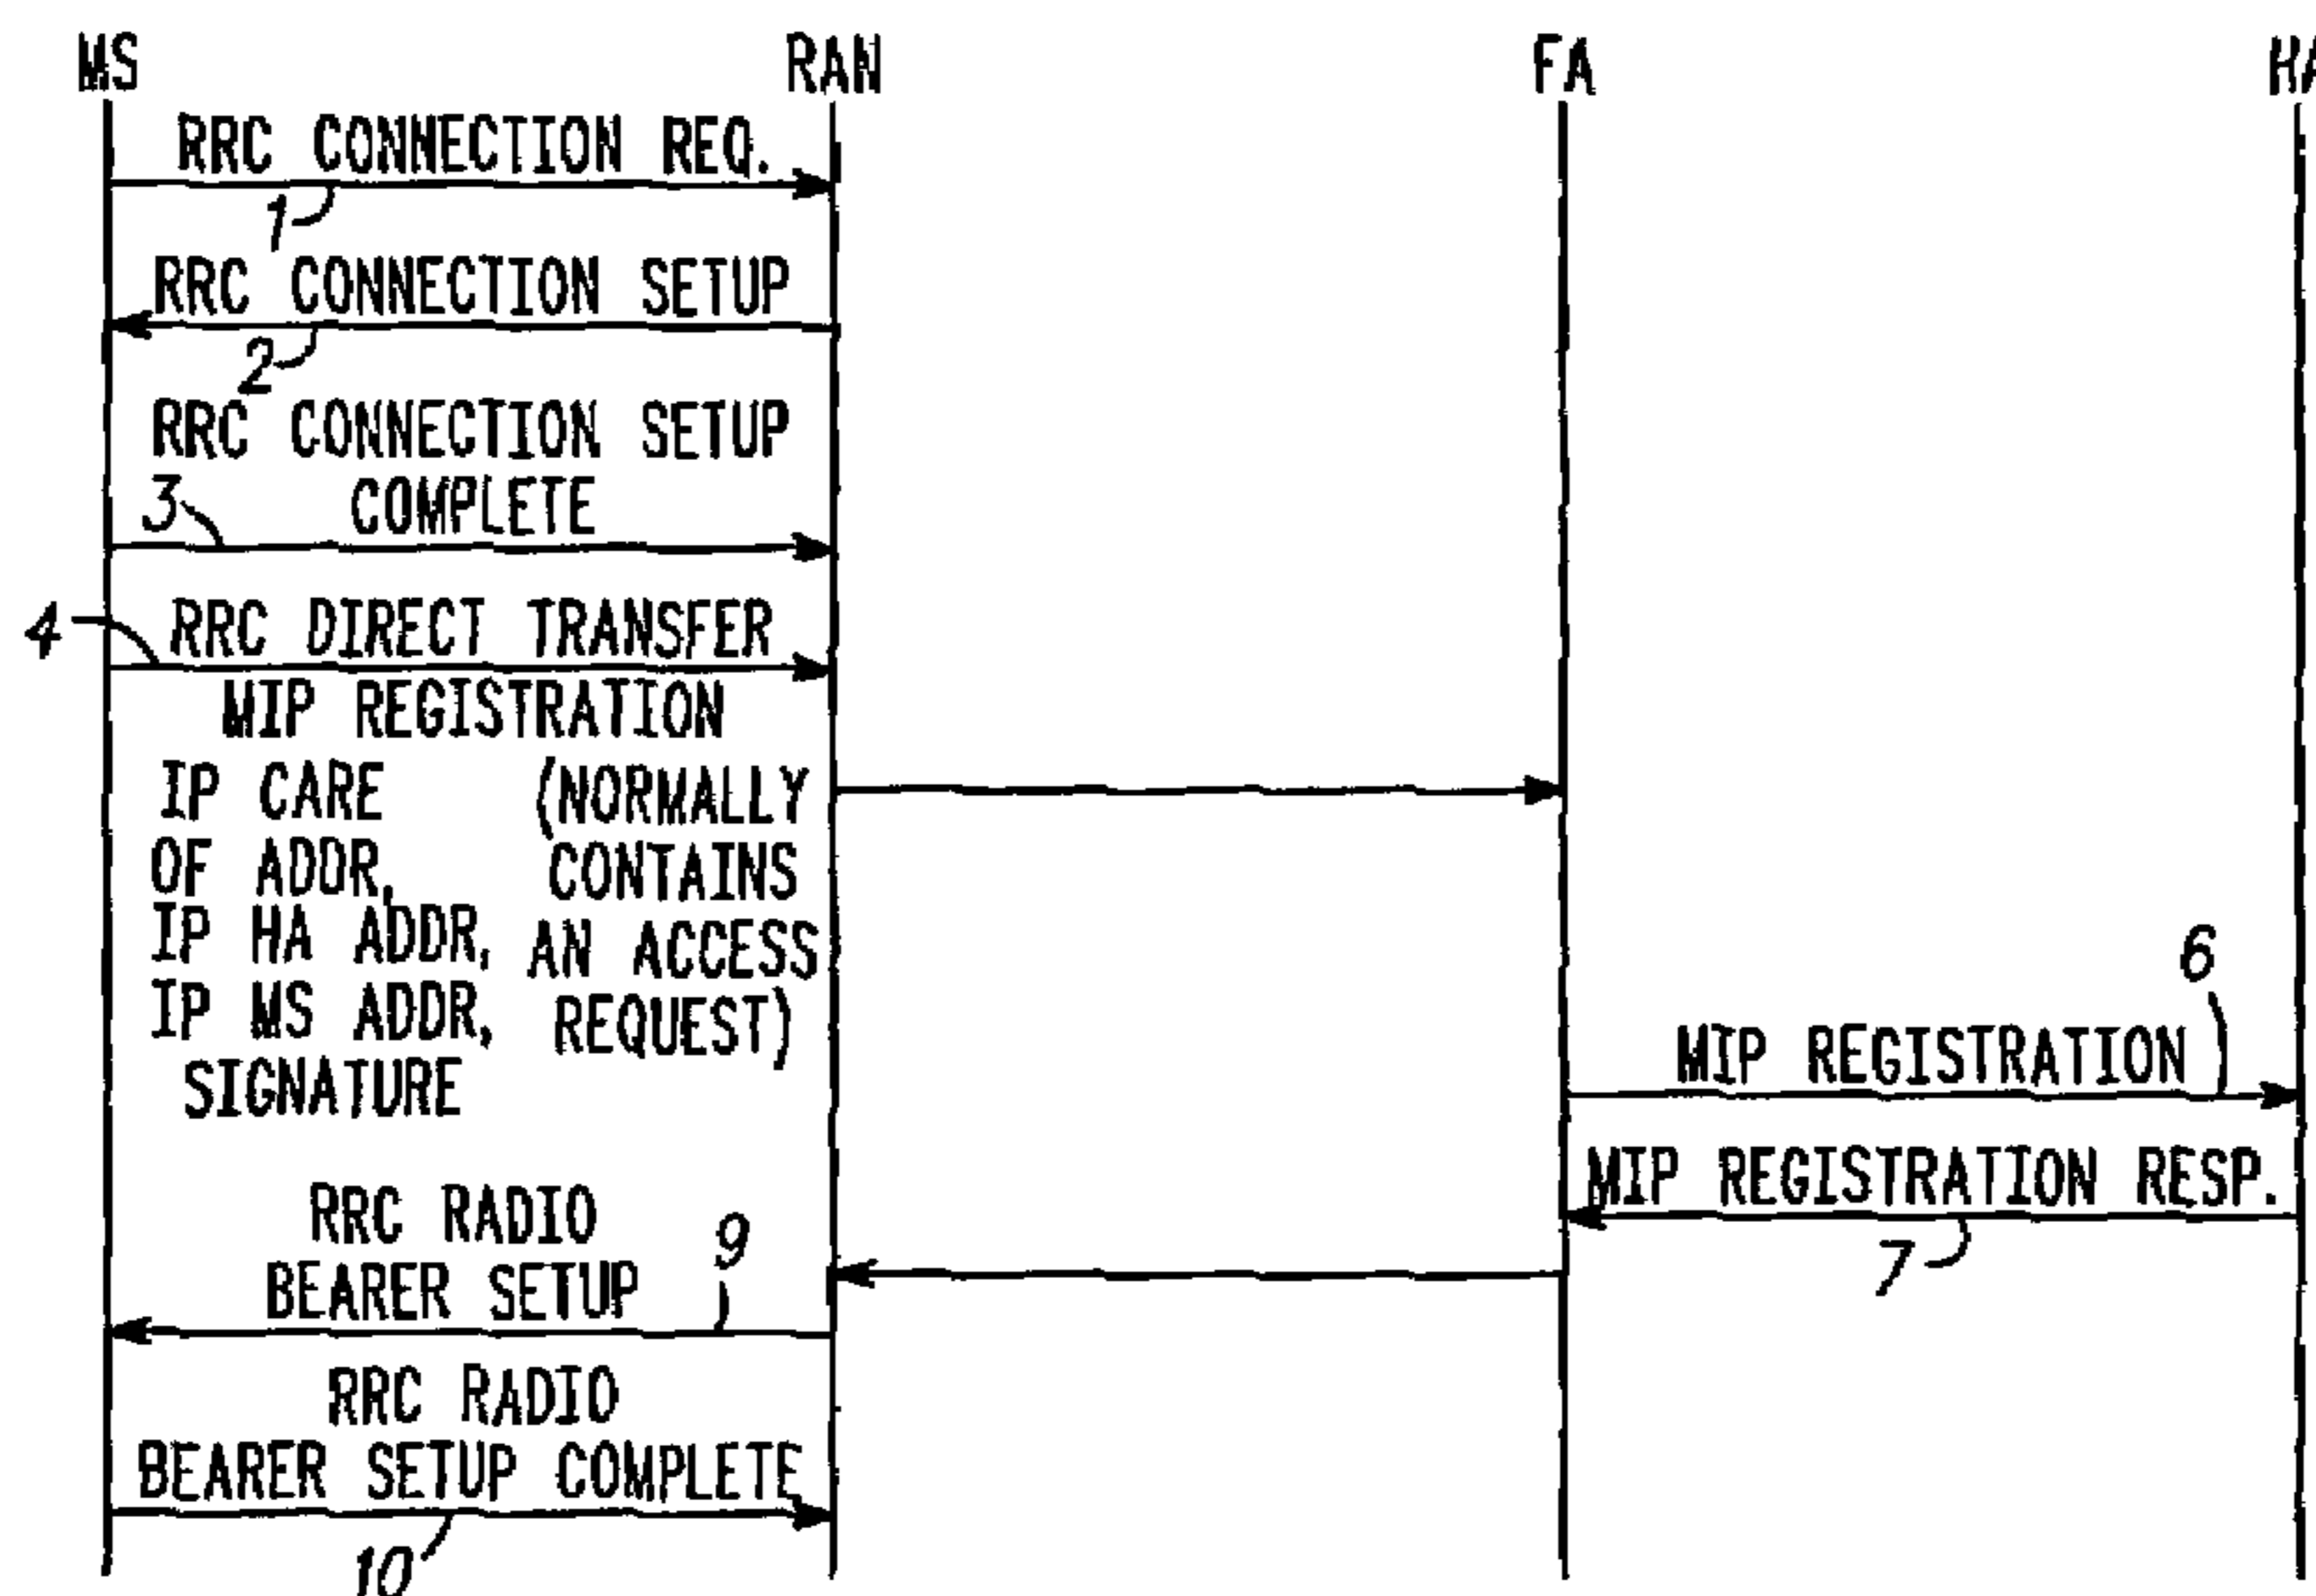 MS RAN FA HA
RRC CONNECTION REQ.
1
RRC CONNECTION SETUP
2
RRC CONNECTION SETUP
COMPLETE
3
4
RRC DIRECT TRANSFER
MIP REGISTRATION
IP CARE (NORMALLY
OF ADDR, CONTAINS
IP HA ADDR, AN ACCESS
IP MS ADDR, REQUEST)
SIGNATURE
6
MIP REGISTRATION
MIP REGISTRATION RESP.
7
RRC RADIO
BEARER SETUP
9
RRC RADIO
BEARER SETUP COMPLETE
10